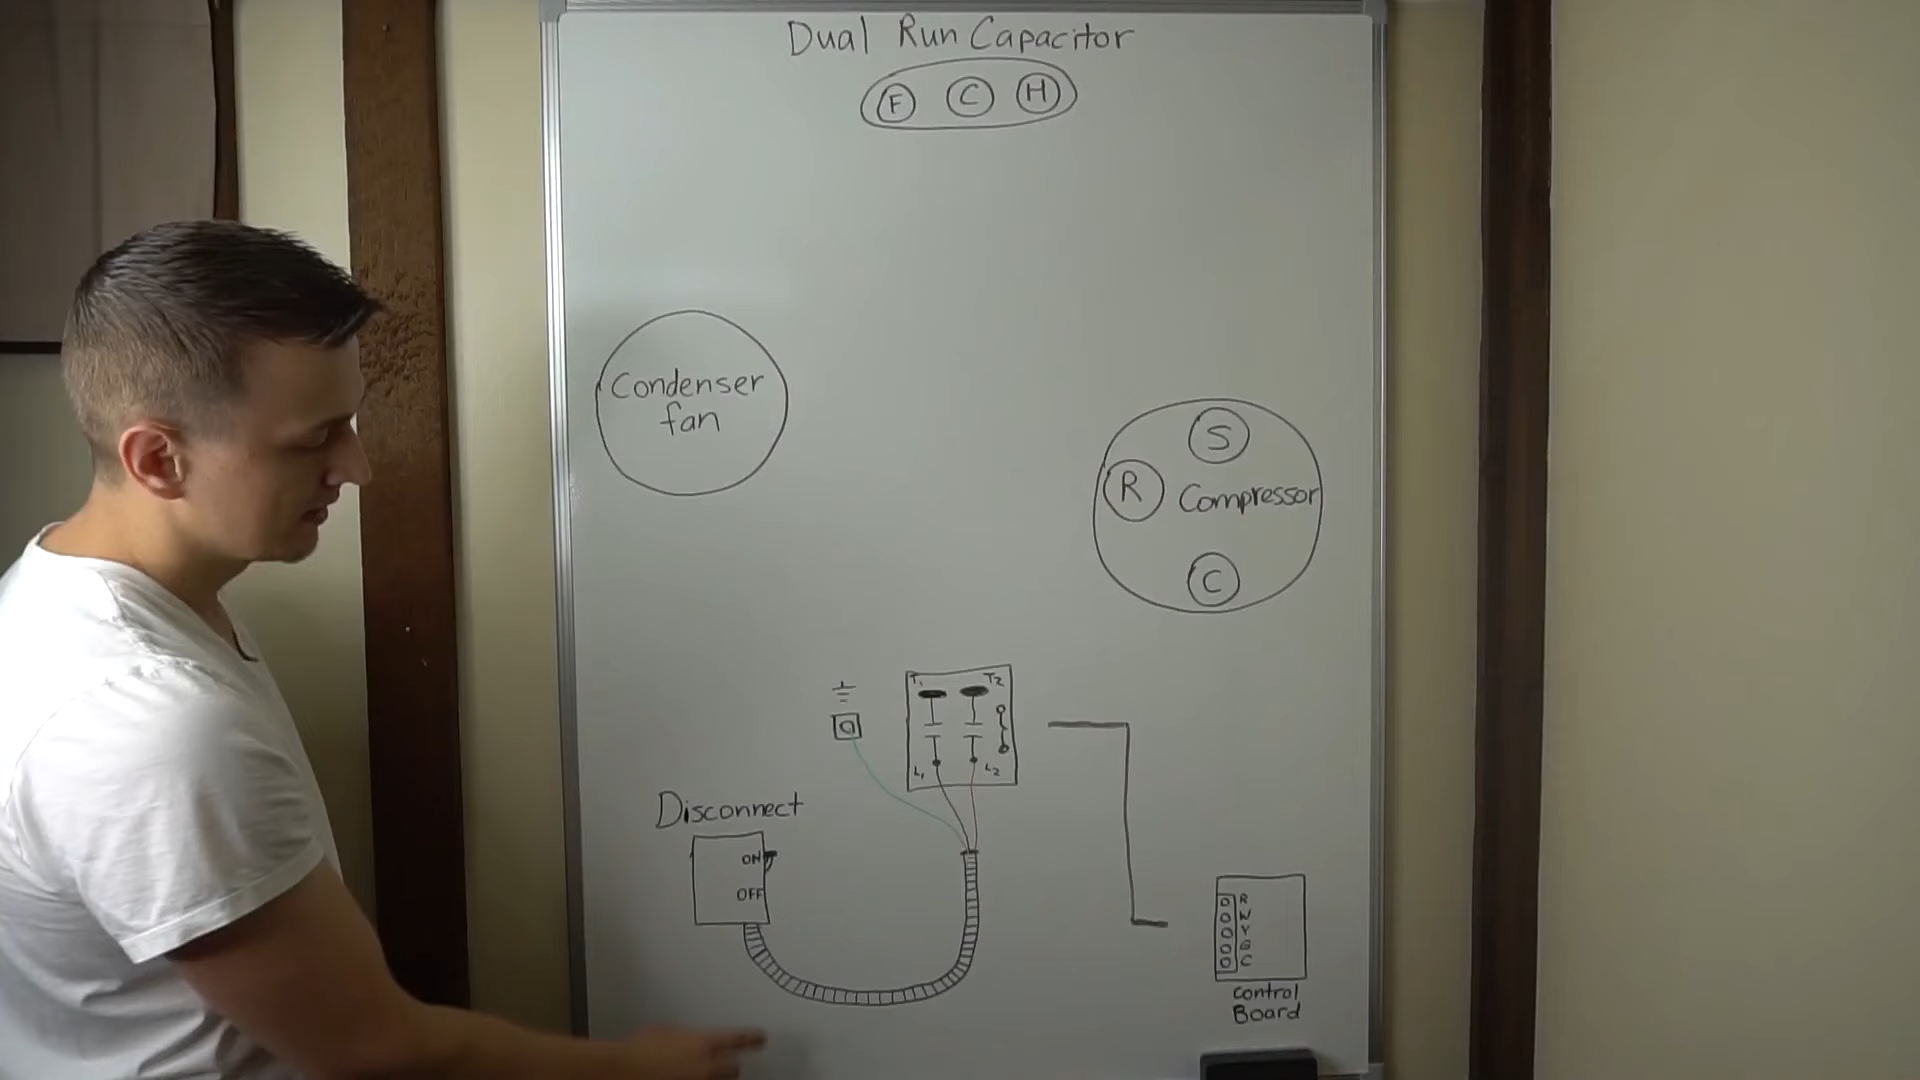 Dual Run Capacitor
F C H
Condenser
fan
S
R Compressor
C
T1 T2
L1 L2
Disconnect
ON
OFF
R
W
Y
G
C
Control
Board